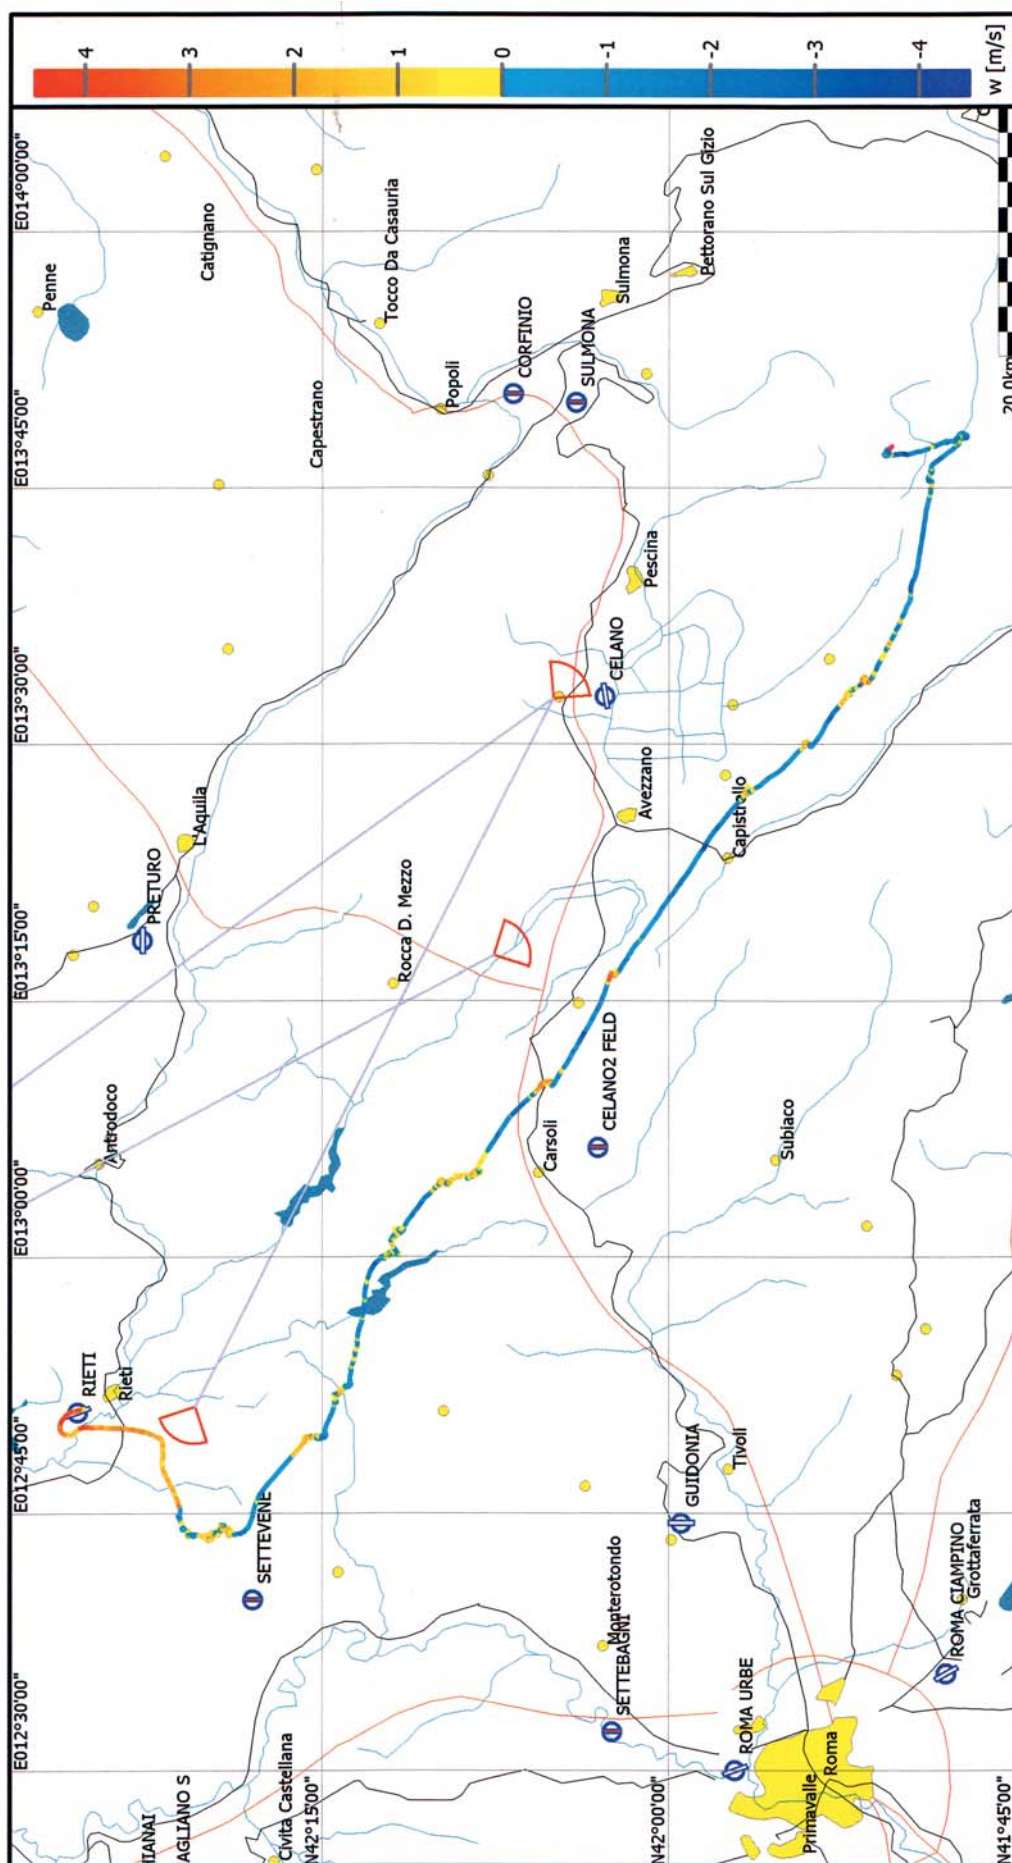 4
3
2
1
0
-1
-2
-3
-4
w [m/s]
E014°00'00"
Penne
Catignano
Tocco Da Casauria
Pettorano Sul Gizio
Sulmona
CORFINIO
SULMONA
Popoli
Capestrano
20.0km
E013°45'00"
Pescina
CELANO
E013°30'00"
L'Aquila
Avezzano
Capistrello
PRETURO
Rocca D. Mezzo
E013°15'00"
CELANO2 FELD
Antrodoco
Carsoli
Subiaco
E013°00'00"
RIETI
Rieti
E012°45'00"
GUIDONIA
Tivoli
SETTEVENE
Monterotondo
SETTEBAGNI
ROMA CIAMPINO
Grottaferrata
E012°30'00"
ROMA URBE
Roma
Primavalle
AGLIANO S
Civita Castellana
N42°15'00"
N42°00'00"
N41°45'00"